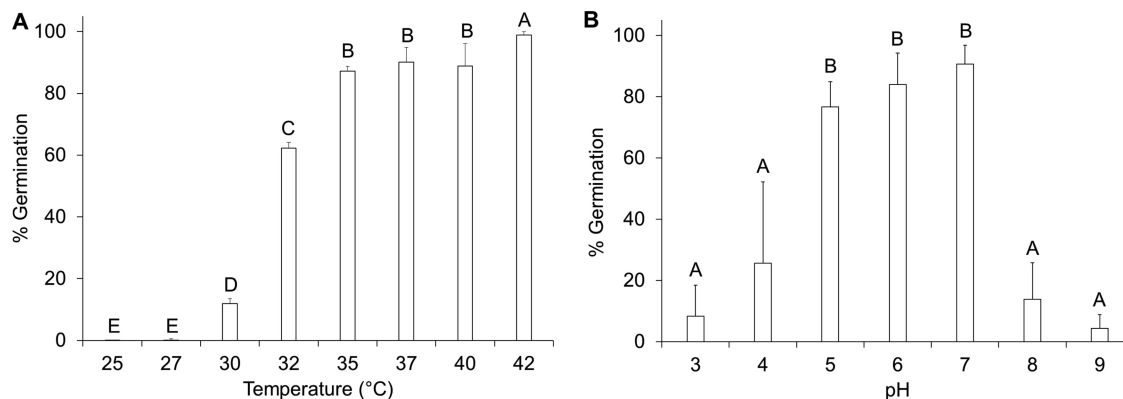 A
% Germination
100
80
60
40
20
0
E E D C B B B A
25 27 30 32 35 37 40 42
Temperature (°C)
B
% Germination
100
80
60
40
20
0
A A B B B A A
3 4 5 6 7 8 9
pH